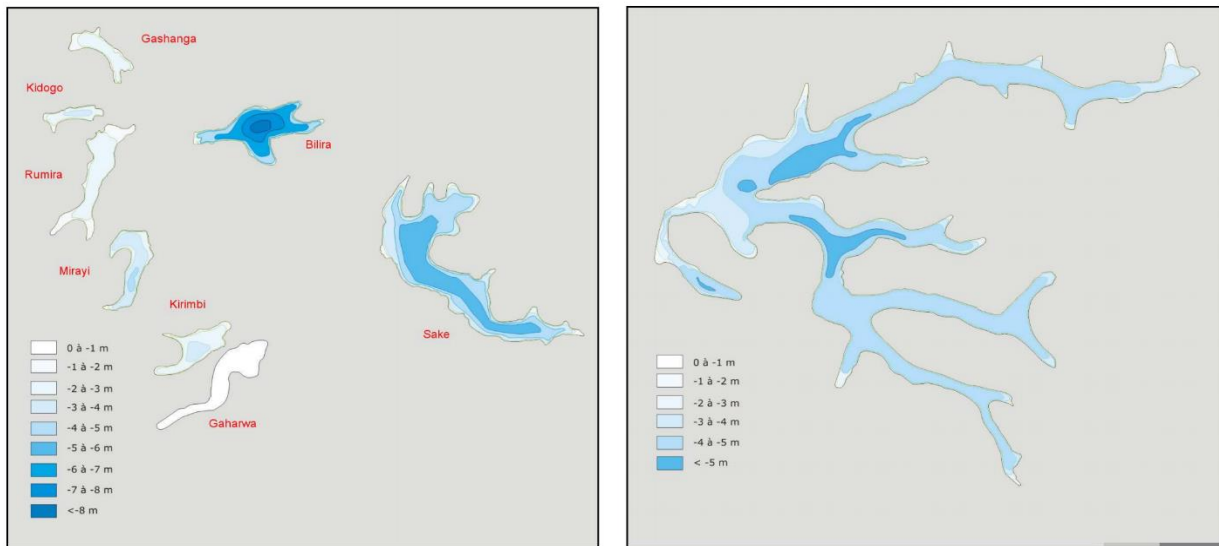 Gashanga
Kidogo
Bilira
Rumira
Mirayi
Kirimbi
Sake
Gaharwa
0 à -1 m
-1 à -2 m
-2 à -3 m
-3 à -4 m
-4 à -5 m
-5 à -6 m
-6 à -7 m
-7 à -8 m
<-8 m
0 à -1 m
-1 à -2 m
-2 à -3 m
-3 à -4 m
-4 à -5 m
< -5 m